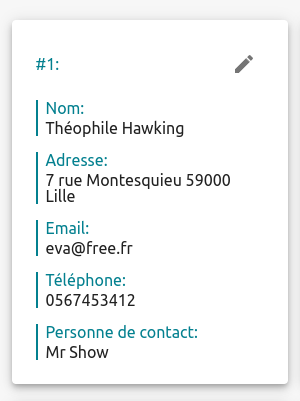 #1:
Nom:
Théophile Hawking
Adresse:
7 rue Montesquieu 59000
Lille
Email:
eva@free.fr
Téléphone:
0567453412
Personne de contact:
Mr Show